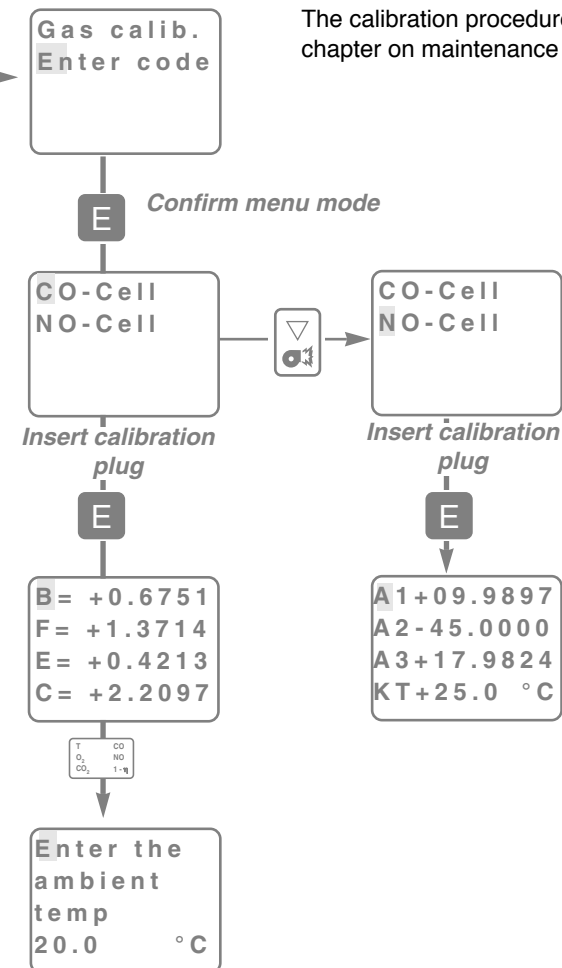 The calibration procedure
chapter on maintenance
Gas calib.
Enter code
E
Confirm menu mode
CO-Cell
NO-Cell
CO-Cell
NO-Cell
Insert calibration
plug
Insert calibration
plug
E
E
B= +0.6751
F= +1.3714
E= +0.4213
C= +2.2097
A1+09.9897
A2-45.0000
A3+17.9824
KT+25.0 °C
T CO
O₂ NO
CO₂ 1-η
Enter the
ambient
temp
20.0 °C